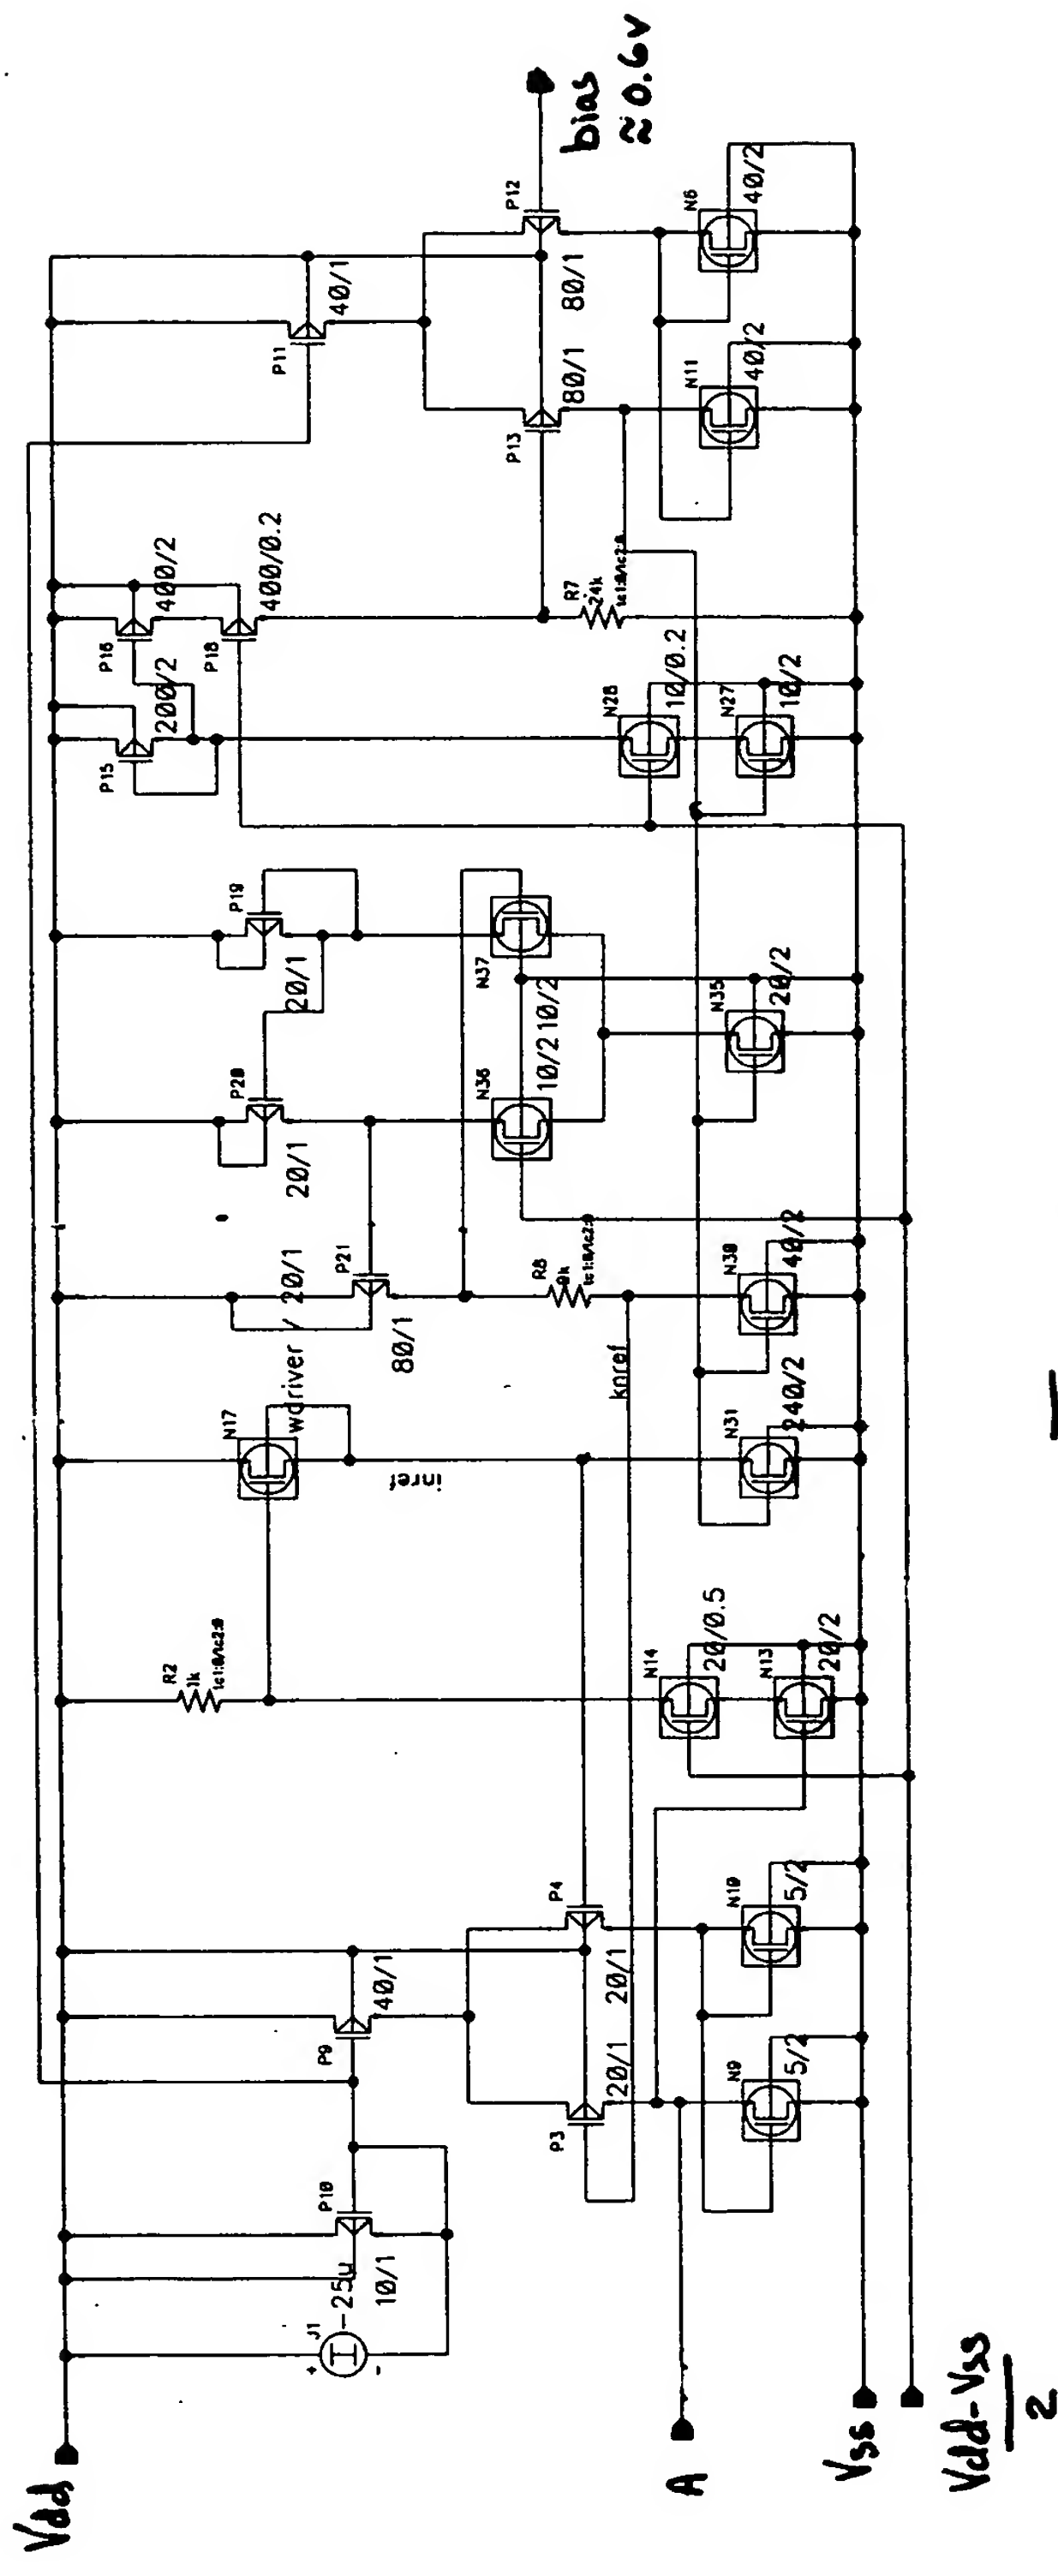 bias
≈ 0.6V
P12
80/1
N6
40/2
40/1
P11
P13
80/1
N11
40/2
400/2
400/0.2
P16
P18
R7
24k
200/2
P15
10/0.2
N27
10/2
P19
20/1
N37
10/2
10/2
N35
20/2
P20
20/1
N36
20/1
P21
80/1
R8
N30
40/2
wdriver /
N17
knref
inref
N31
240/2
R2
1k
N14
20/0.5
N13
20/2
P4
20/1
N10
5/2
40/1
P9
P3
20/1
N9
5/2
P10
10/1
-25u
J1
+
-
Vdd
A
Vss
Vdd-Vss
2